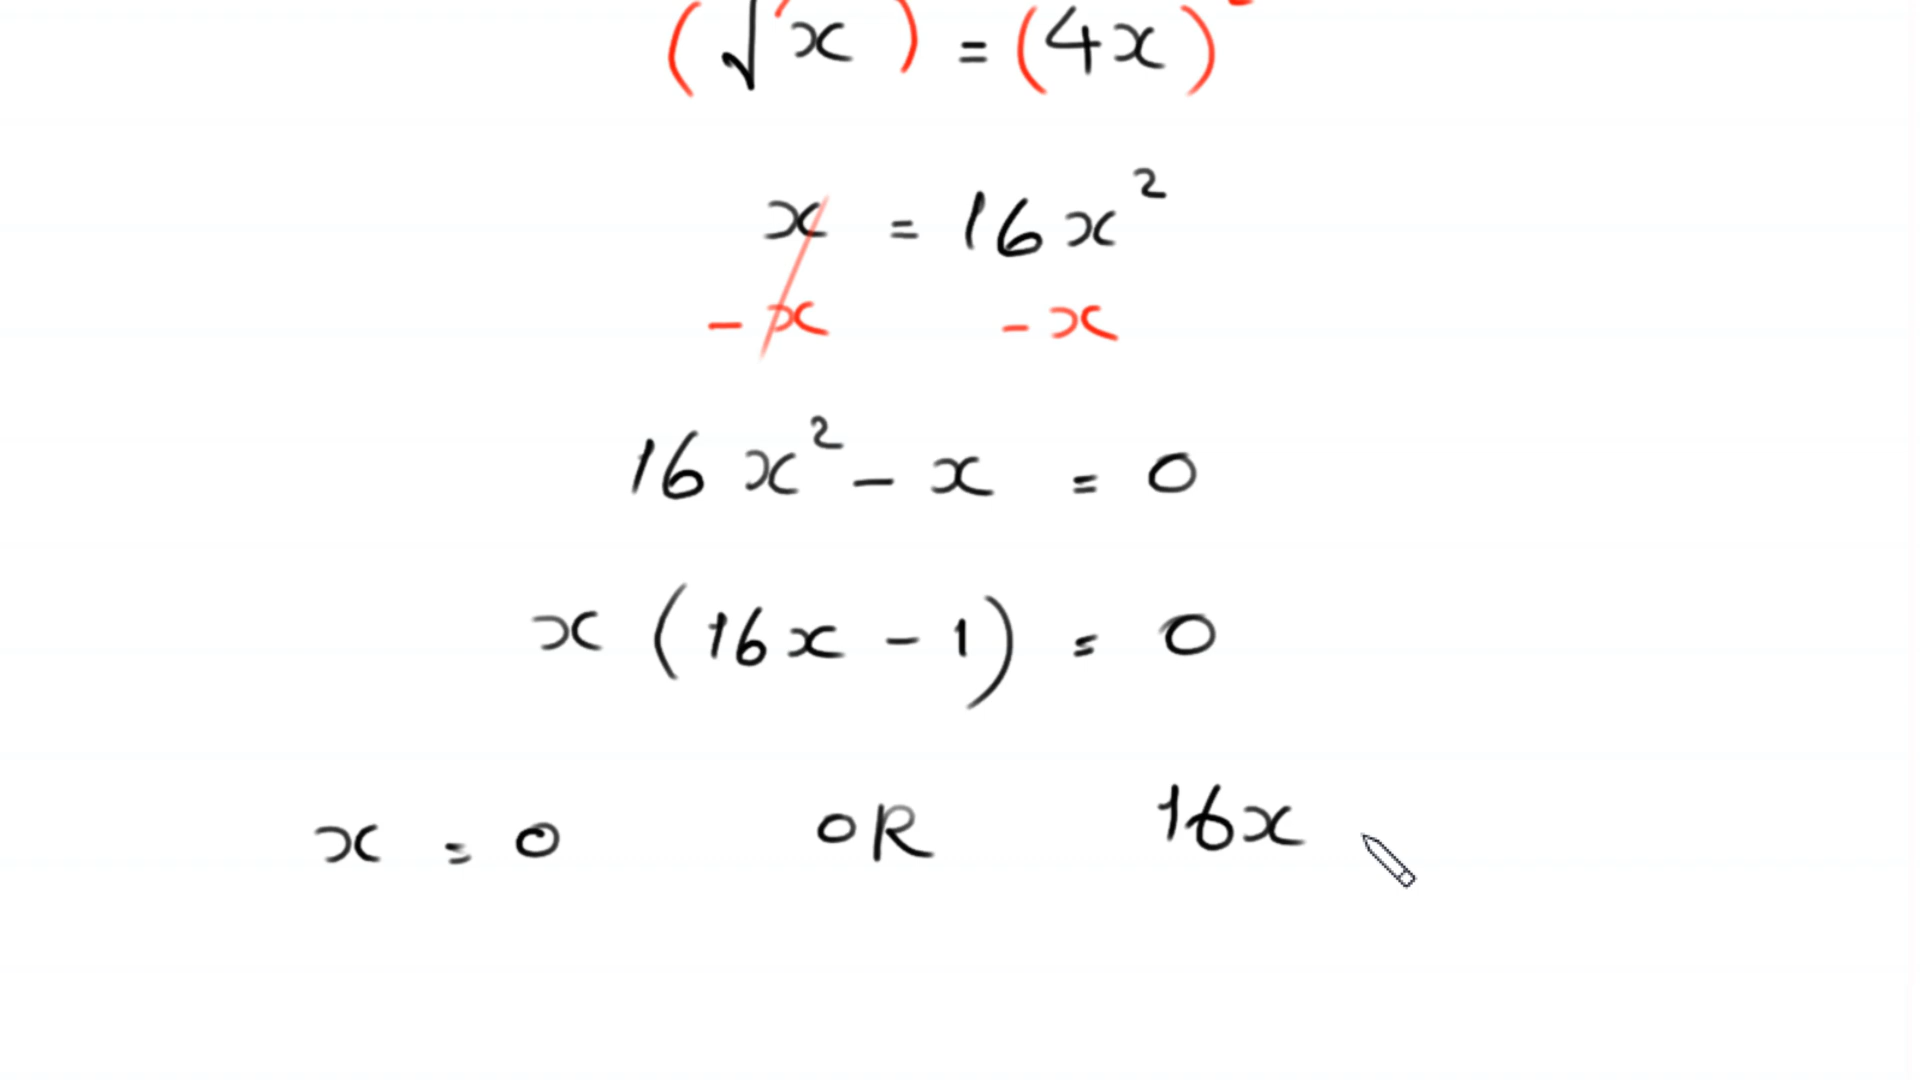 (√x) = (4x)
x = 16x²
- x - x
16x² - x = 0
x (16x - 1) = 0
x = 0 OR 16x